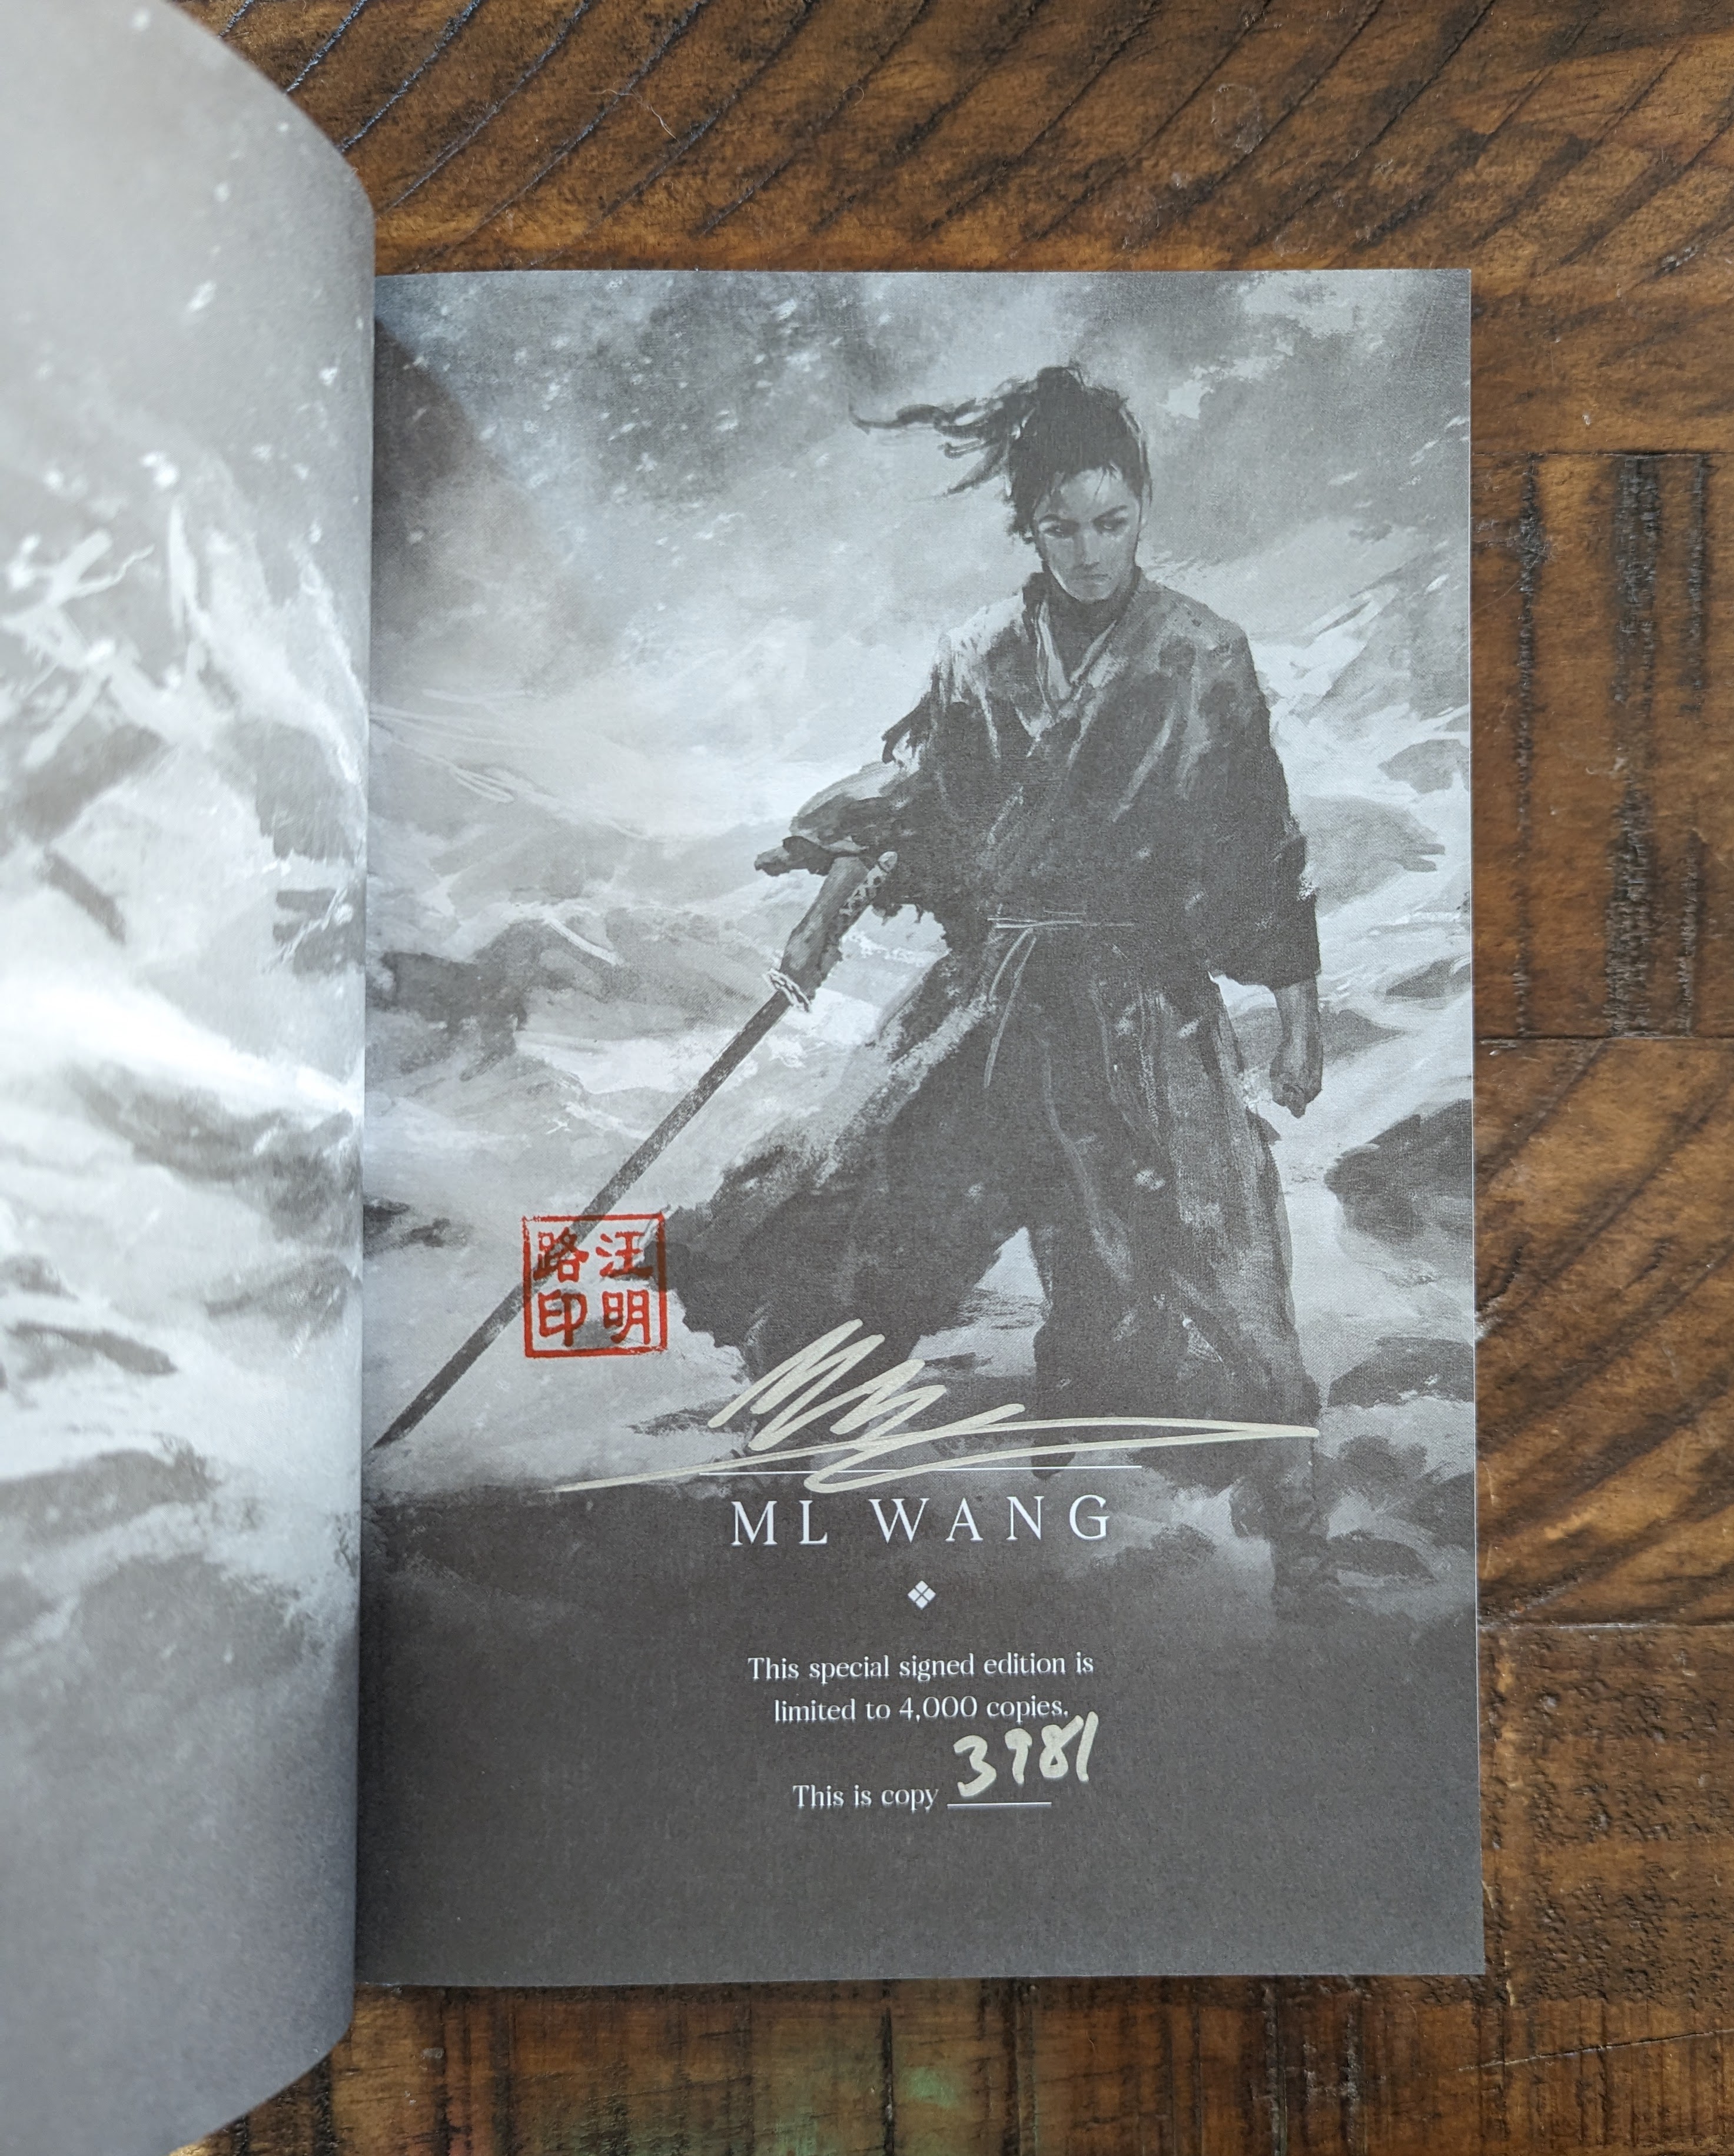 汪明
路印
ML WANG
This special signed edition is
limited to 4,000 copies.
This is copy 3981